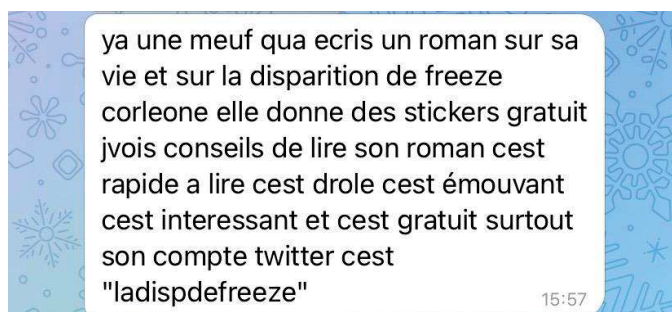 ya une meuf qua ecris un roman sur sa
vie et sur la disparition de freeze
corleone elle donne des stickers gratuit
jvois conseils de lire son roman cest
rapide a lire cest drole cest émouvant
cest interessant et cest gratuit surtout
son compte twitter cest
"ladispdefreeze"
15:57